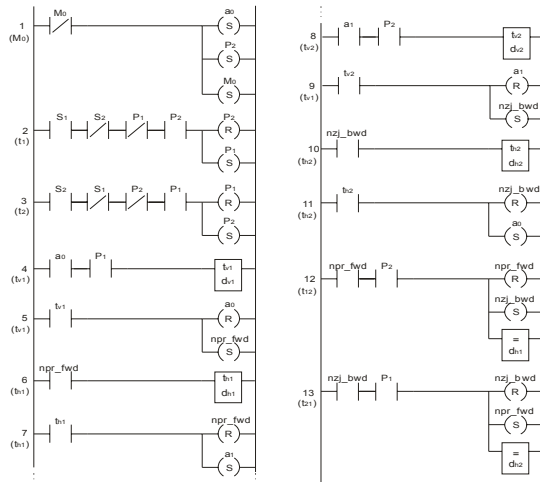 1
(M₀)
M₀
a₀
S
P₂
S
M₀
S
2
(t₁)
S₁ S₂ P₁ P₂ P₂
R
P₁
S
3
(t₂)
S₂ S₁ P₂ P₁ P₁
R
P₂
S
4
(tᵥ₁)
a₀ P₁
tᵥ₁
dᵥ₁
5
(tᵥ₁)
tᵥ₁ a₀
R
npr_fwd
S
6
(tₕ₁)
npr_fwd
tₕ₁
dₕ₁
7
(tₕ₁)
tₕ₁ npr_fwd
R
a₁
S
8
(tᵥ₂)
a₁ P₂
tᵥ₂
dᵥ₂
9
(tᵥ₁)
tᵥ₂ a₁
R
nzj_bwd
S
10
(tₕ₂)
nzj_bwd
tₕ₂
dₕ₂
11
(tₕ₂)
tₕ₂ nzj_bwd
R
a₀
S
12
(t₁₂)
npr_fwd P₂ npr_fwd
R
nzj_bwd
S
=
dₕ₁
13
(t₂₁)
nzj_bwd P₁ nzj_bwd
R
npr_fwd
S
=
dₕ₂